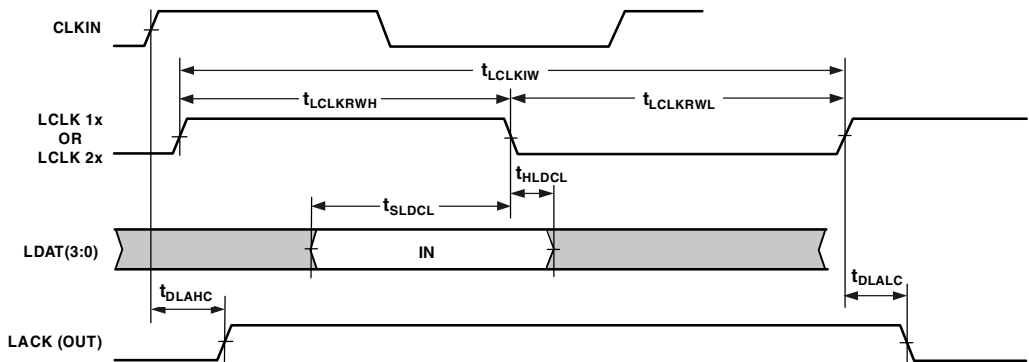 CLKIN
tLCLKIW
tLCLKRWH
tLCLKRWL
LCLK 1x
OR
LCLK 2x
tHLDCL
tSLDCL
LDAT(3:0)
IN
tDLAHC
tDLALC
LACK (OUT)